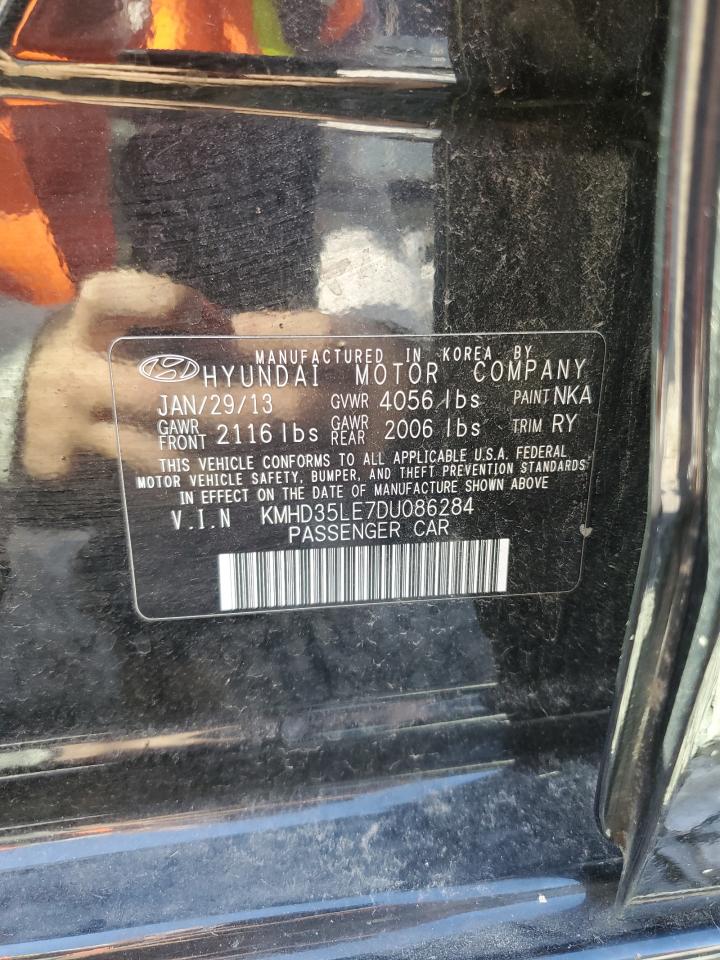 MANUFACTURED IN KOREA BY
HYUNDAI MOTOR COMPANY
JAN/29/13 GVWR 4056 lbs PAINT NKA
GAWR FRONT 2116 lbs GAWR REAR 2006 lbs TRIM RY
THIS VEHICLE CONFORMS TO ALL APPLICABLE U.S.A. FEDERAL
MOTOR VEHICLE SAFETY, BUMPER, AND THEFT PREVENTION STANDARDS
IN EFFECT ON THE DATE OF MANUFACTURE SHOWN ABOVE
V.I.N KMHD35LE7DU086284
PASSENGER CAR